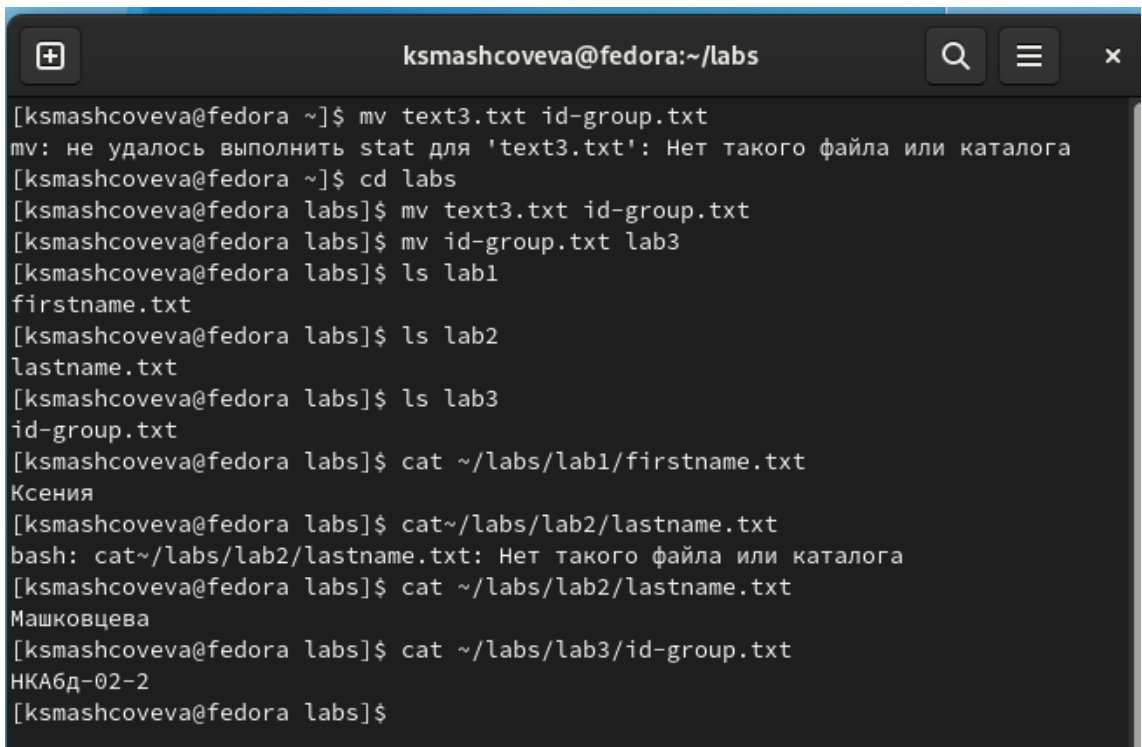 ksmashcoveva@fedora:~/labs
[ksmashcoveva@fedora ~]$ mv text3.txt id-group.txt
mv: не удалось выполнить stat для 'text3.txt': Нет такого файла или каталога
[ksmashcoveva@fedora ~]$ cd labs
[ksmashcoveva@fedora labs]$ mv text3.txt id-group.txt
[ksmashcoveva@fedora labs]$ mv id-group.txt lab3
[ksmashcoveva@fedora labs]$ ls lab1
firstname.txt
[ksmashcoveva@fedora labs]$ ls lab2
lastname.txt
[ksmashcoveva@fedora labs]$ ls lab3
id-group.txt
[ksmashcoveva@fedora labs]$ cat ~/labs/lab1/firstname.txt
Ксения
[ksmashcoveva@fedora labs]$ cat~/labs/lab2/lastname.txt
bash: cat~/labs/lab2/lastname.txt: Нет такого файла или каталога
[ksmashcoveva@fedora labs]$ cat ~/labs/lab2/lastname.txt
Машковцева
[ksmashcoveva@fedora labs]$ cat ~/labs/lab3/id-group.txt
НКАбд-02-2
[ksmashcoveva@fedora labs]$